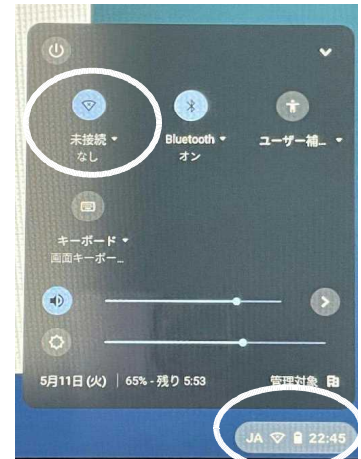 未接続
なし
Bluetooth
オン
ユーザー補...
キーボード
画面キーボー...
5月11日 (火) | 65% - 残り 5:53
管理対象
JA 22:45